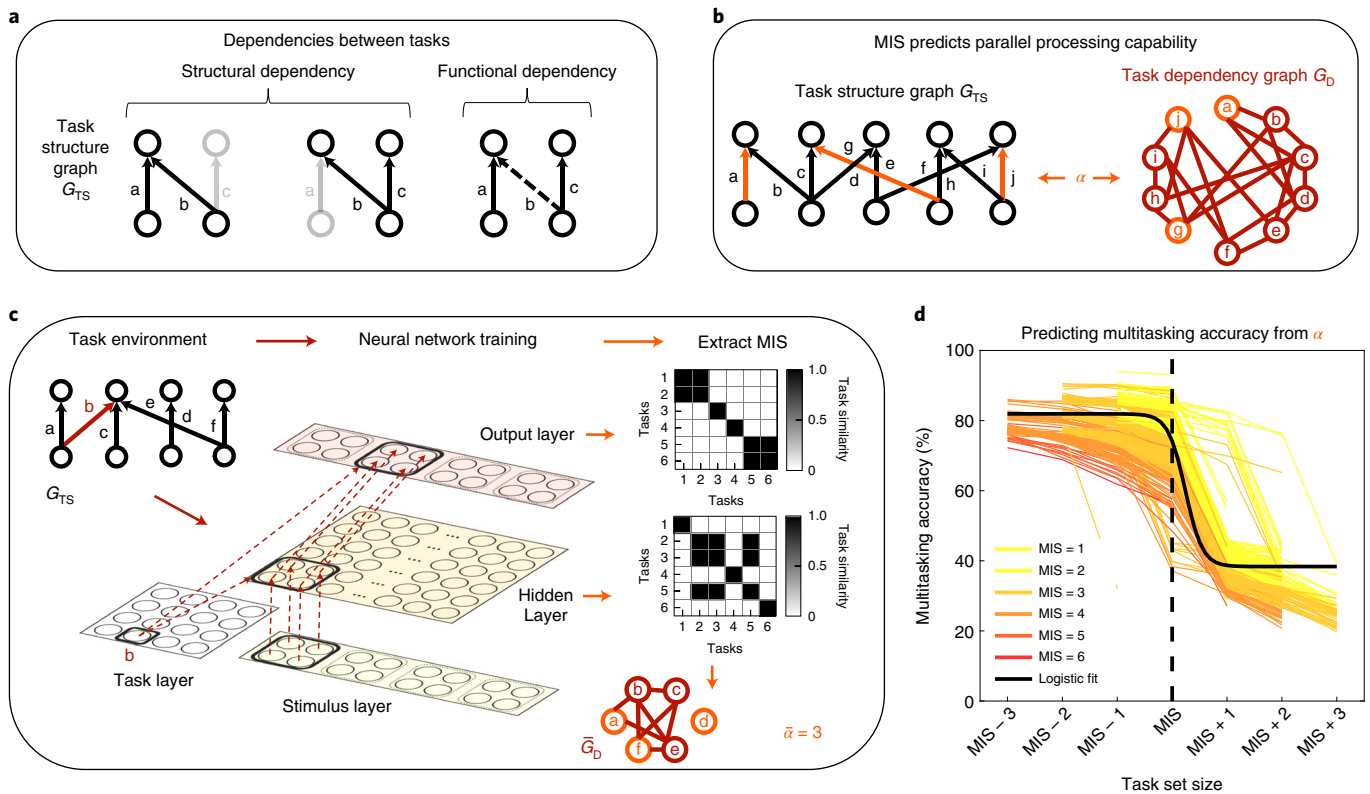 a
Dependencies between tasks
Structural dependency
Functional dependency
Task
structure
graph
G_TS
a
b
c
a
b
c
a
b
c
b
MIS predicts parallel processing capability
Task structure graph G_TS
Task dependency graph G_D
a
b
c
g
d
e
f
h
i
j
α
a
b
c
d
e
f
g
h
i
j
c
Task environment
Neural network training
Extract MIS
a
b
c
e
d
f
G_TS
Output layer
Hidden
Layer
b
Task layer
Stimulus layer
...
...
...
...
Tasks
1
2
3
4
5
6
1 2 3 4 5 6
Tasks
1.0
0.5
0
Task similarity
Tasks
1
2
3
4
5
6
1 2 3 4 5 6
Tasks
1.0
0.5
0
Task similarity
b
c
a
d
f
e
G̅_D
α̅ = 3
d
Predicting multitasking accuracy from α
Multitasking accuracy (%)
100
80
60
40
20
0
MIS = 1
MIS = 2
MIS = 3
MIS = 4
MIS = 5
MIS = 6
Logistic fit
MIS – 3
MIS – 2
MIS – 1
MIS
MIS + 1
MIS + 2
MIS + 3
Task set size